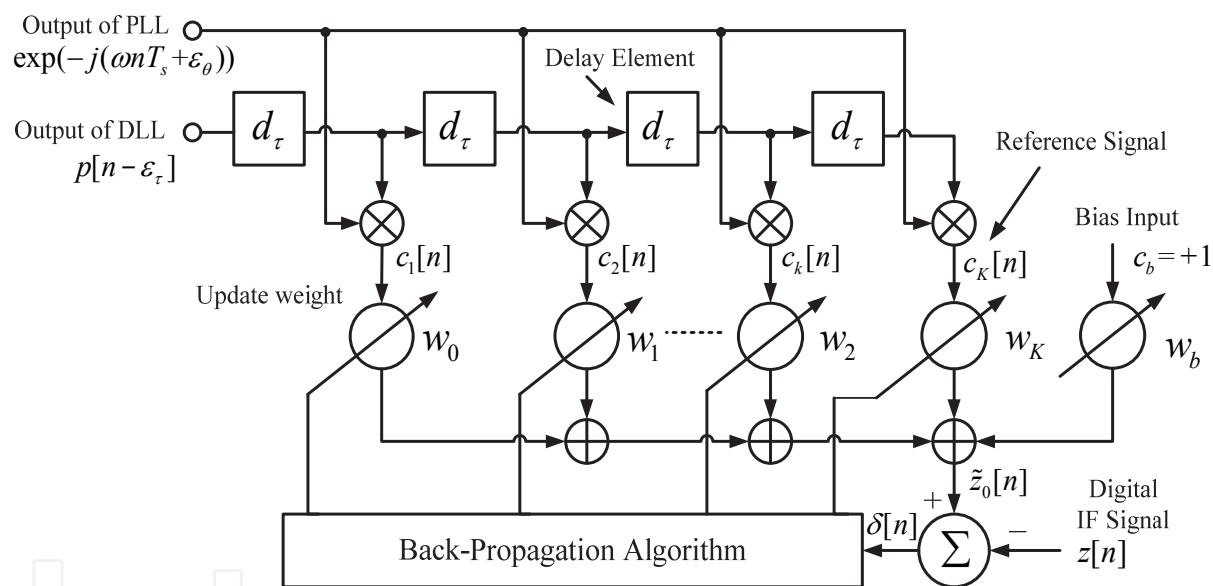 Output of PLL
exp(−j(ωnT_s+ε_θ))
Delay Element
d_τ d_τ d_τ d_τ
Output of DLL
p[n − ε_τ]
Reference Signal
Bias Input
c_1[n] c_2[n] c_k[n] c_K[n] c_b = +1
Update weight
w_0 w_1 w_2 w_K w_b
z̃_0[n]
Digital
IF Signal
z[n]
+
−
δ[n]
Σ
Back-Propagation Algorithm